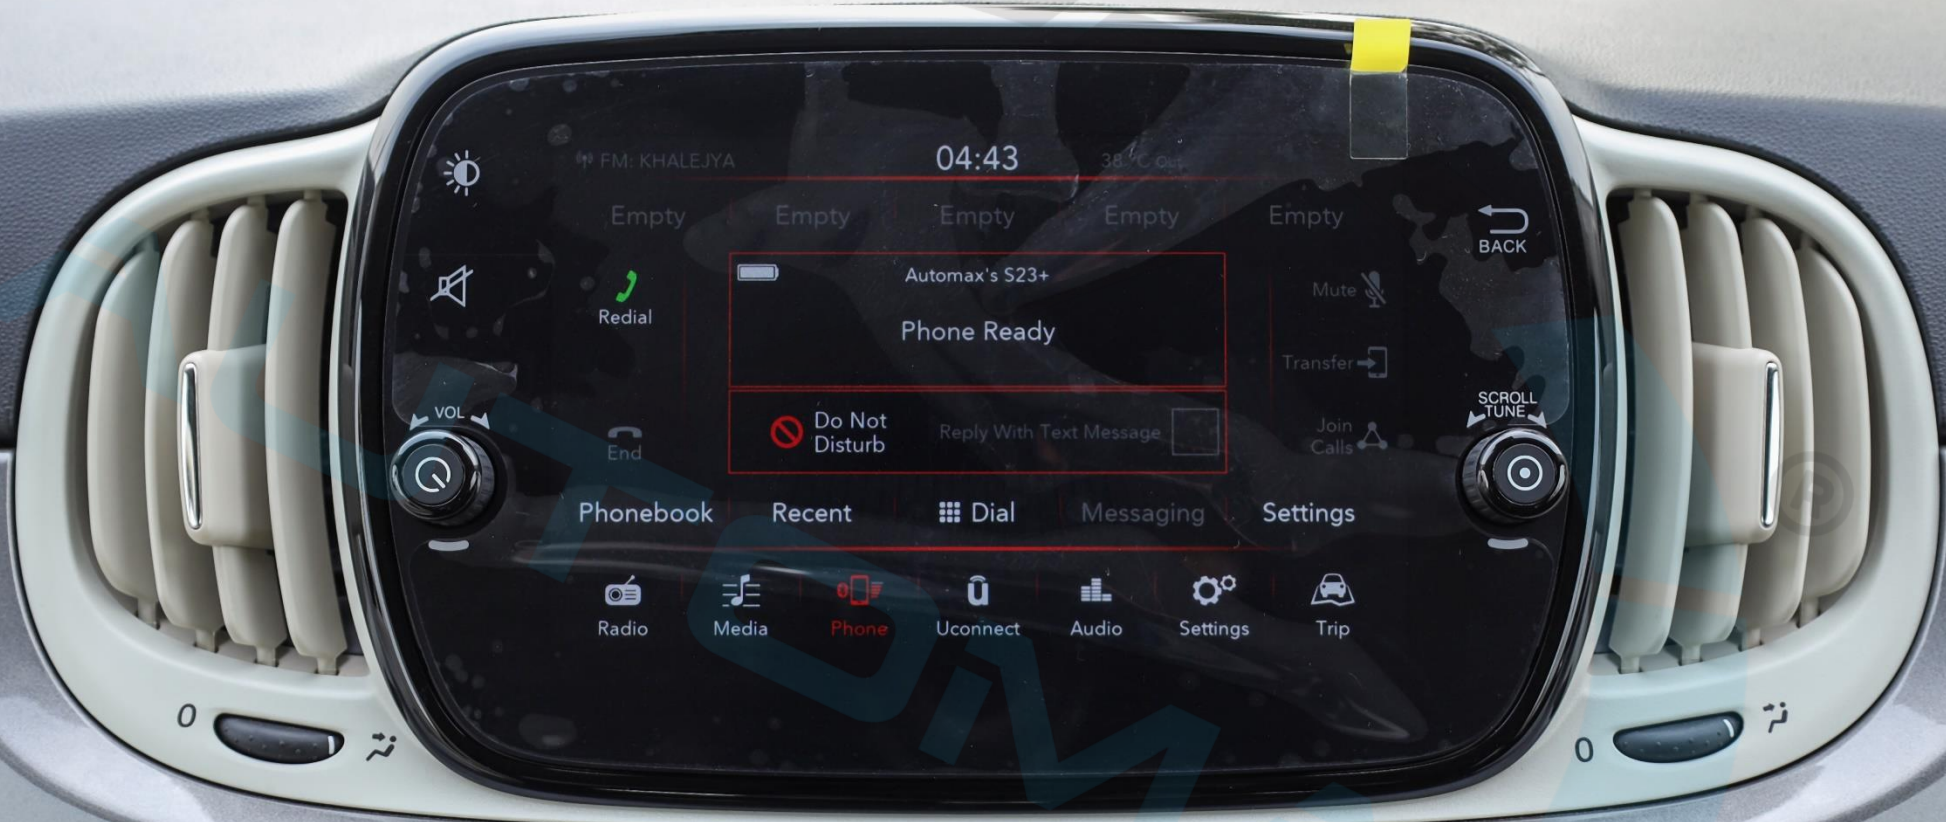 FM: KHALEJYA
04:43
38 °C Out
Empty
Empty
Empty
Empty
Empty
BACK
Automax's S23+
Phone Ready
Redial
Mute
Transfer
VOL
SCROLL
TUNE
Do Not
Disturb
Reply With Text Message
End
Join
Calls
Phonebook
Recent
Dial
Messaging
Settings
Radio
Media
Phone
Uconnect
Audio
Settings
Trip
0
0
AUTOM
®